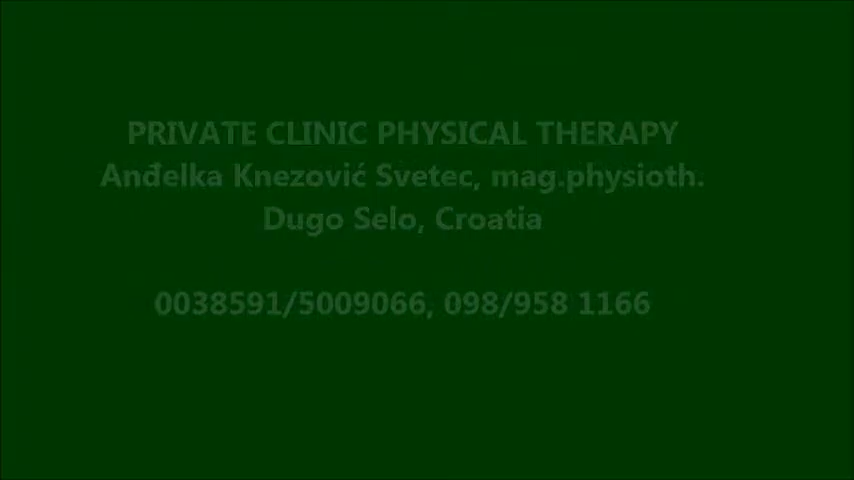 PRIVATE CLINIC PHYSICAL THERAPY
Anđelka Knezović Svetec, mag.physioth.
Dugo Selo, Croatia
0038591/5009066, 098/958 1166